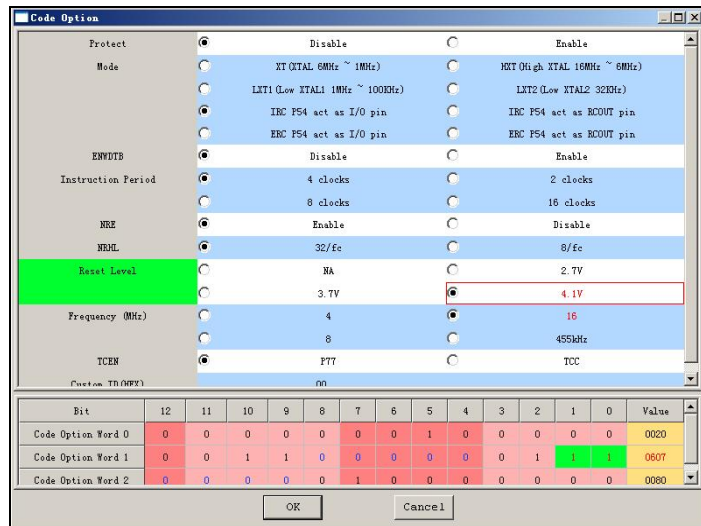 Code Option
Protect Disable Enable
Mode XT(XTAL 6MHz ~ 1MHz) HXT(High XTAL 16MHz ~ 6MHz)
LXT1(Low XTAL1 1MHz ~ 100KHz) LXT2(Low XTAL2 32KHz)
IRC P54 act as I/O pin IRC P54 act as RCOUT pin
ERC P54 act as I/O pin ERC P54 act as RCOUT pin
ENWDTB Disable Enable
Instruction Period 4 clocks 2 clocks
8 clocks 16 clocks
NRE Enable Disable
NRHL 32/fc 8/fc
Reset Level NA 2.7V
3.7V 4.1V
Frequency (MHz) 4 16
8 455kHz
TCEN P77 TCC
Custom ID(HEX) 00
Bit 12 11 10 9 8 7 6 5 4 3 2 1 0 Value
Code Option Word 0 0 0 0 0 0 0 0 1 0 0 0 0 0 0020
Code Option Word 1 0 0 1 1 0 0 0 0 0 0 1 1 1 0607
Code Option Word 2 0 0 0 0 0 1 0 0 0 0 0 0 0 0080
OK Cancel